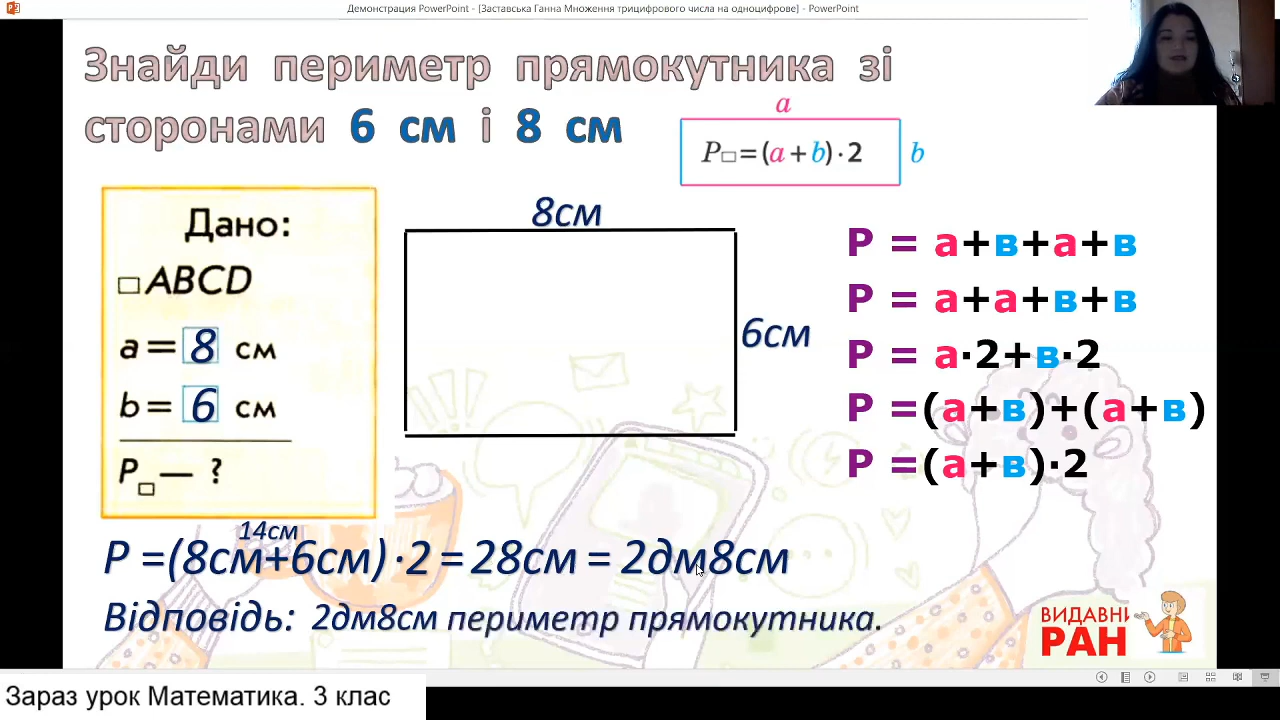 Демонстрация PowerPoint - [Заставська Ганна Множення трицифрового числа на одноцифрове] - PowerPoint
Знайди периметр прямокутника зі
сторонами 6 см і 8 см
a
P▭=(a+b)·2
b
Дано:
▭ABCD
a = 8 см
b = 6 см
P▭ — ?
8см
6см
Р = а+в+а+в
Р = а+а+в+в
Р = а·2+в·2
Р =(а+в)+(а+в)
Р =(а+в)·2
14см
Р =(8см+6см) ·2 = 28см = 2дм8см
Відповідь: 2дм8см периметр прямокутника.
ВИДАВНИ
РАН
Зараз урок Математика. 3 клас